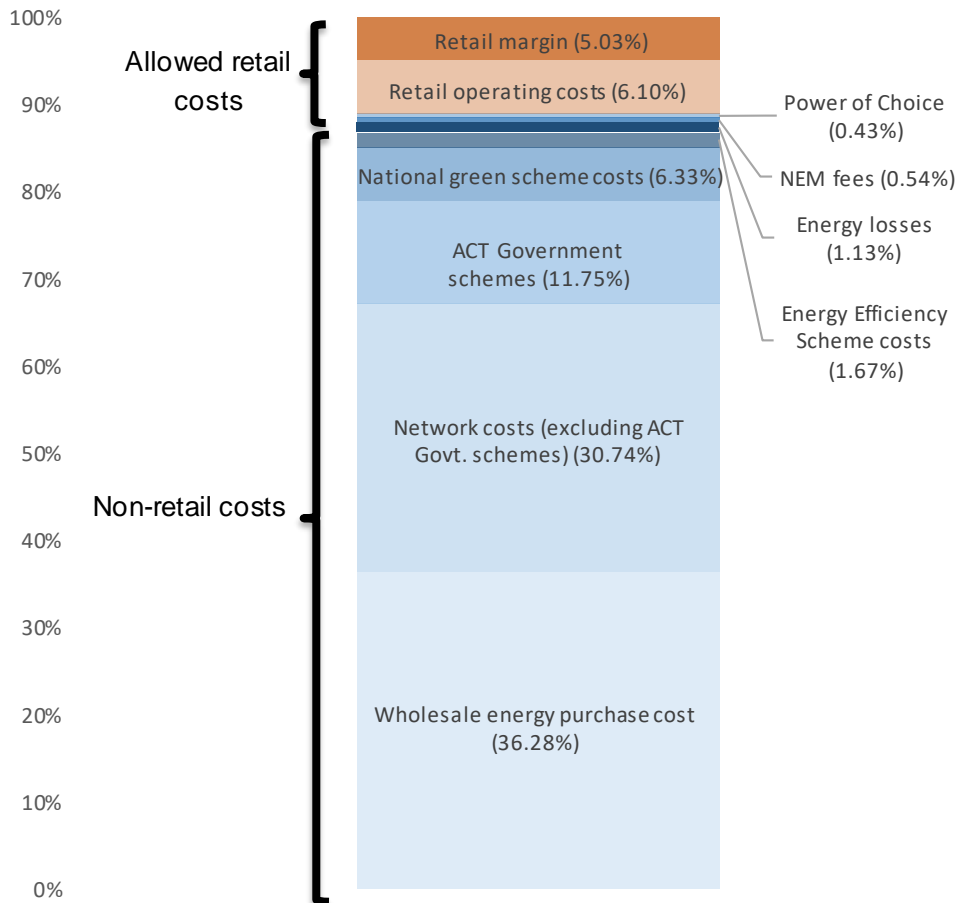 100%
90%
80%
70%
60%
50%
40%
30%
20%
10%
0%
Allowed retail
costs
Non-retail costs
Retail margin (5.03%)
Retail operating costs (6.10%)
National green scheme costs (6.33%)
ACT Government
schemes (11.75%)
Network costs (excluding ACT
Govt. schemes) (30.74%)
Wholesale energy purchase cost
(36.28%)
Power of Choice
(0.43%)
NEM fees (0.54%)
Energy losses
(1.13%)
Energy Efficiency
Scheme costs
(1.67%)